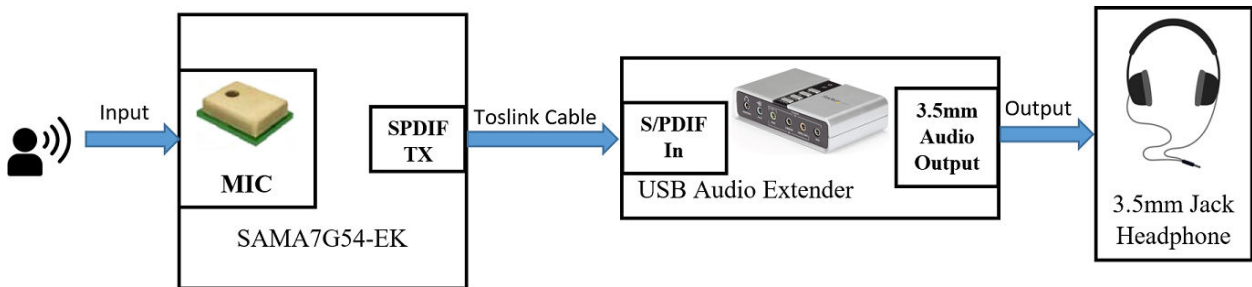 Input
MIC
SPDIF
TX
SAMA7G54-EK
Toslink Cable
S/PDIF
In
3.5mm
Audio
Output
USB Audio Extender
Output
3.5mm Jack
Headphone